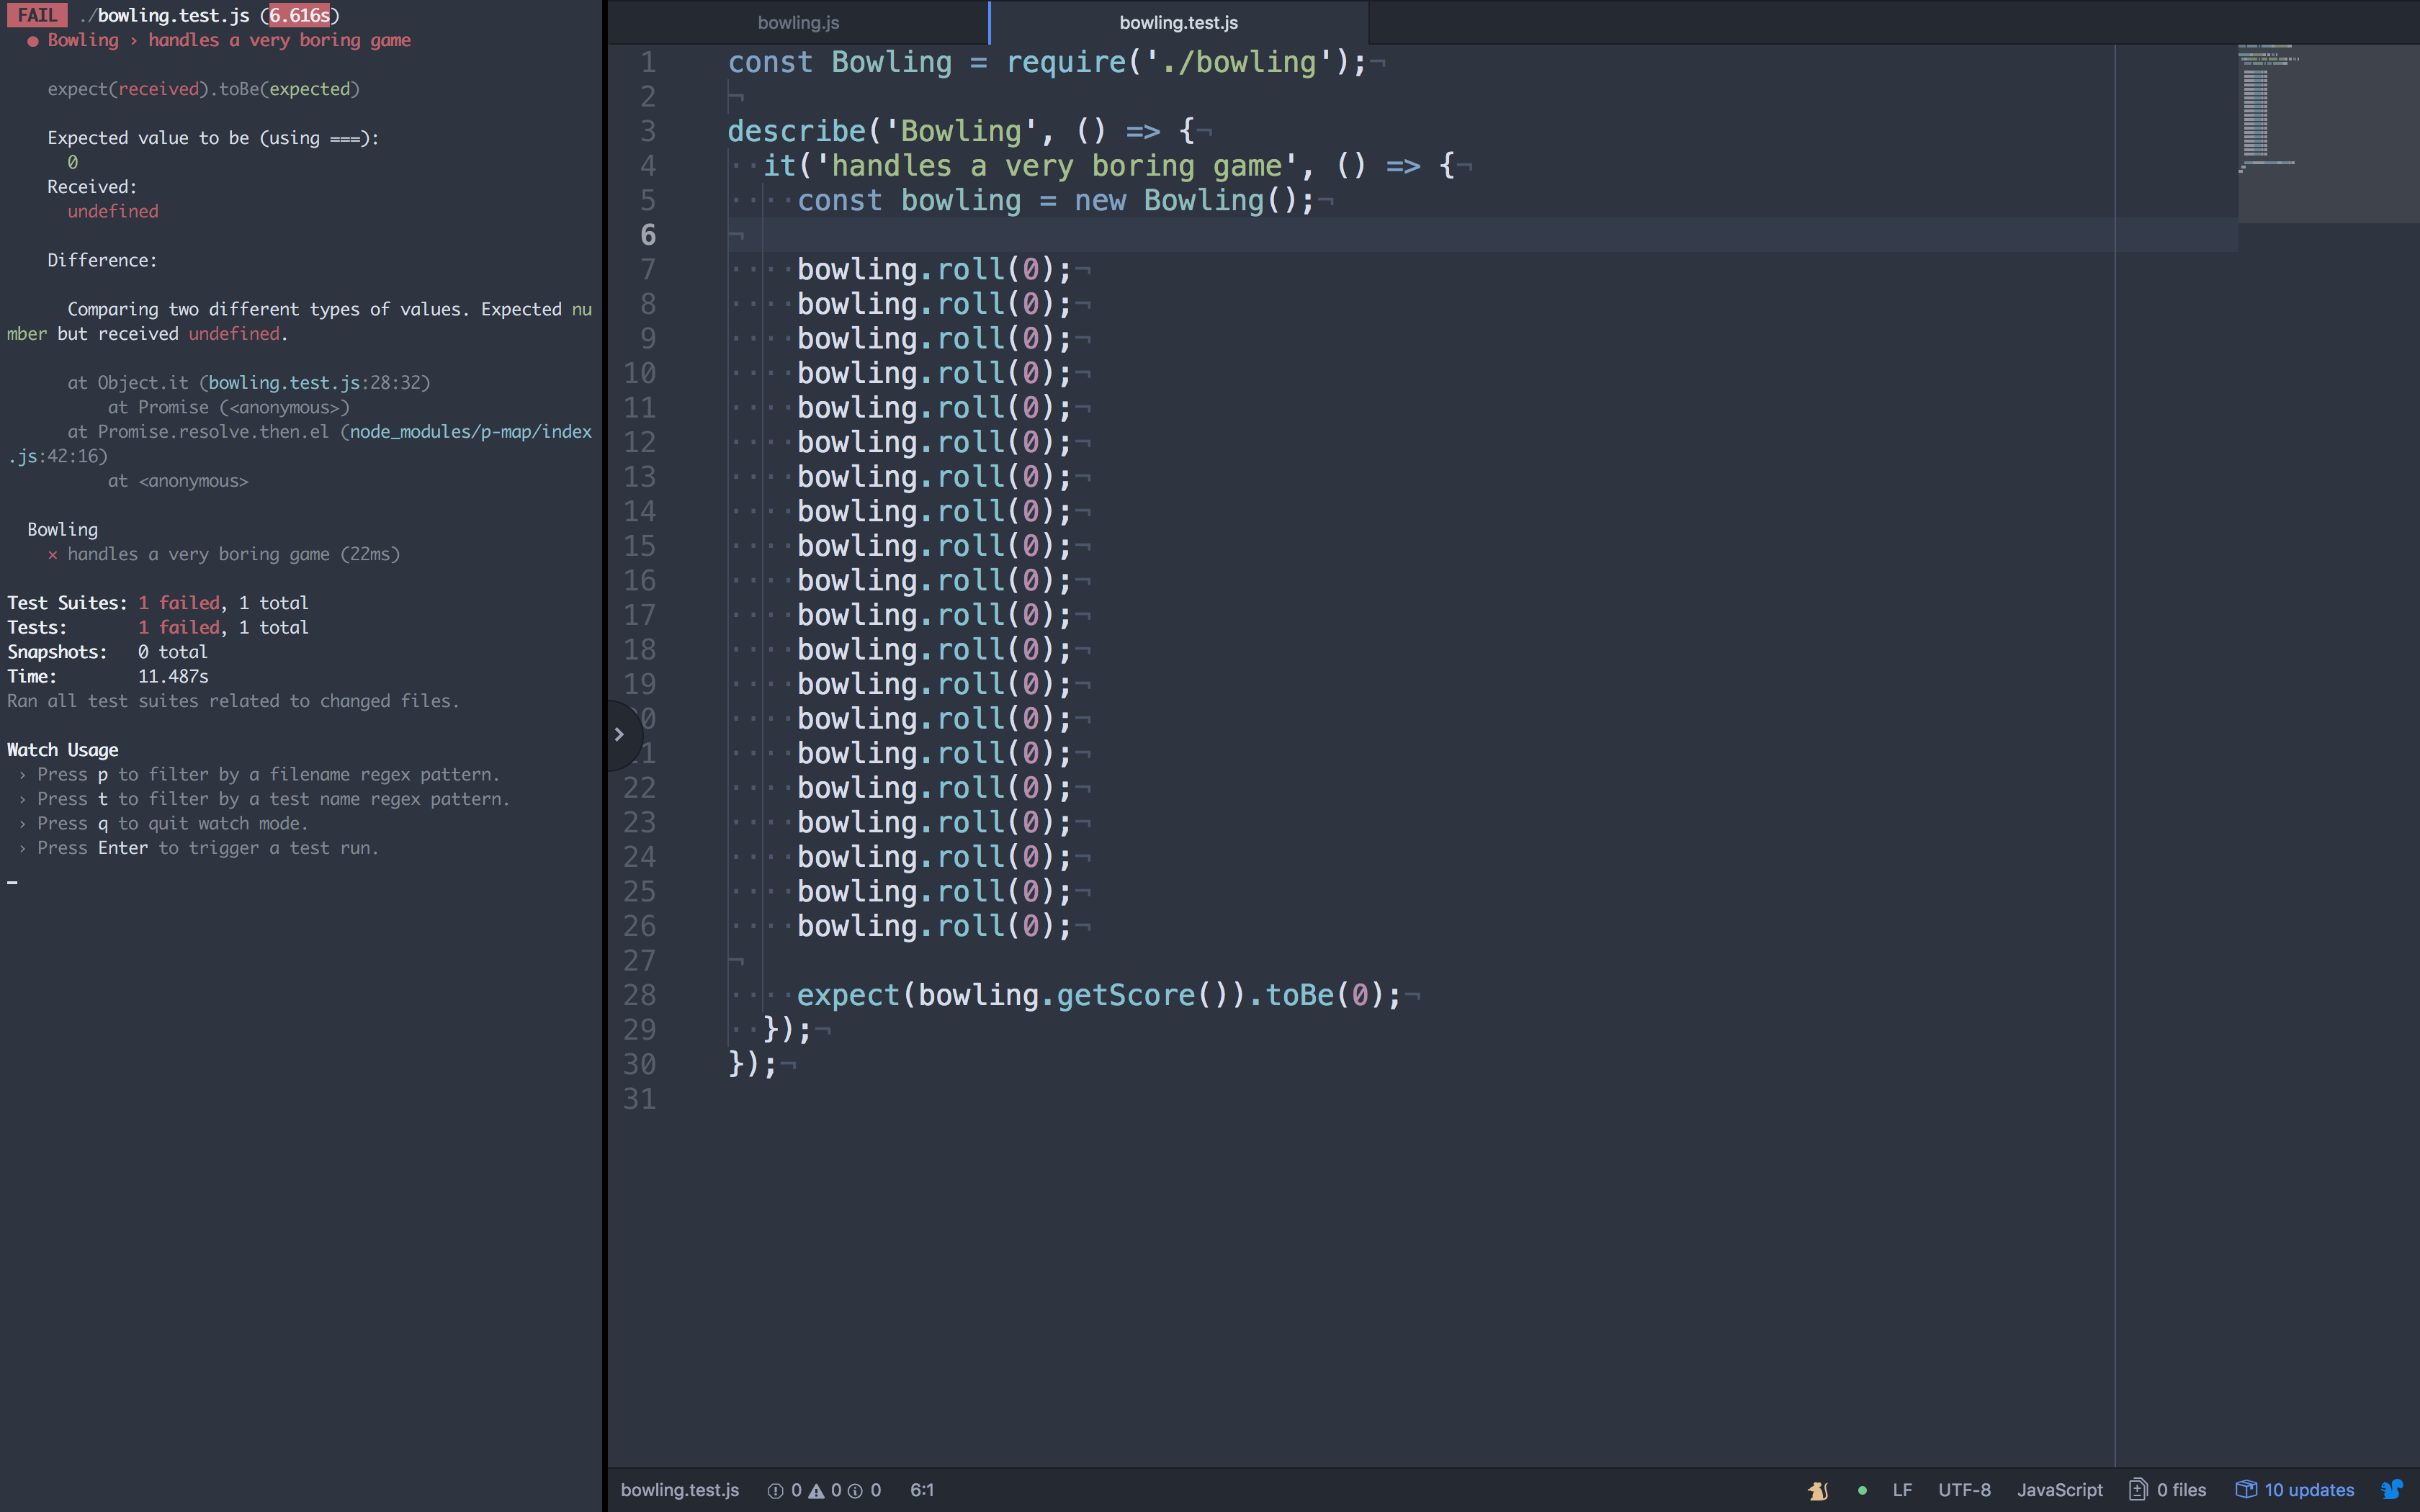 FAIL ./bowling.test.js (6.616s)
● Bowling › handles a very boring game
expect(received).toBe(expected)
Expected value to be (using ===):
0
Received:
undefined
Difference:
Comparing two different types of values. Expected nu
mber but received undefined.
at Object.it (bowling.test.js:28:32)
at Promise (<anonymous>)
at Promise.resolve.then.el (node_modules/p-map/index
.js:42:16)
at <anonymous>
Bowling
✕ handles a very boring game (22ms)
Test Suites: 1 failed, 1 total
Tests: 1 failed, 1 total
Snapshots: 0 total
Time: 11.487s
Ran all test suites related to changed files.
Watch Usage
› Press p to filter by a filename regex pattern.
› Press t to filter by a test name regex pattern.
› Press q to quit watch mode.
› Press Enter to trigger a test run.
bowling.js bowling.test.js
1 const Bowling = require('./bowling');¬
2 ¬
3 describe('Bowling', () => {¬
4 ··it('handles a very boring game', () => {¬
5 ····const bowling = new Bowling();¬
6 ¬
7 ····bowling.roll(0);¬
8 ····bowling.roll(0);¬
9 ····bowling.roll(0);¬
10 ····bowling.roll(0);¬
11 ····bowling.roll(0);¬
12 ····bowling.roll(0);¬
13 ····bowling.roll(0);¬
14 ····bowling.roll(0);¬
15 ····bowling.roll(0);¬
16 ····bowling.roll(0);¬
17 ····bowling.roll(0);¬
18 ····bowling.roll(0);¬
19 ····bowling.roll(0);¬
0 ····bowling.roll(0);¬
1 ····bowling.roll(0);¬
22 ····bowling.roll(0);¬
23 ····bowling.roll(0);¬
24 ····bowling.roll(0);¬
25 ····bowling.roll(0);¬
26 ····bowling.roll(0);¬
27 ¬
28 ····expect(bowling.getScore()).toBe(0);¬
29 ··});¬
30 });¬
31
bowling.test.js 0 0 0 6:1 LF UTF-8 JavaScript 0 files 10 updates